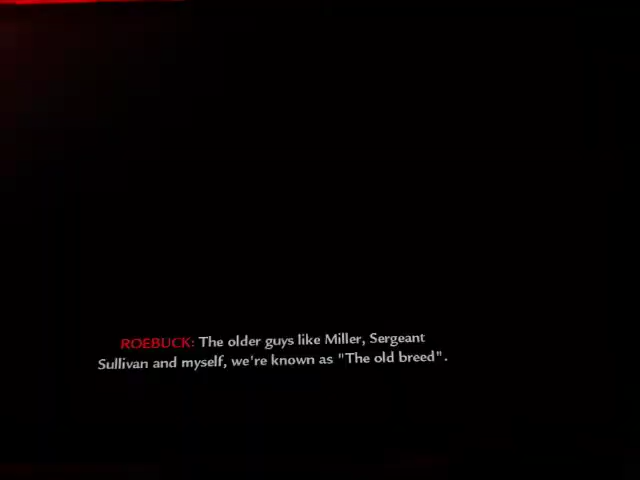 ROEBUCK: The older guys like Miller, Sergeant
Sullivan and myself, we're known as "The old breed".